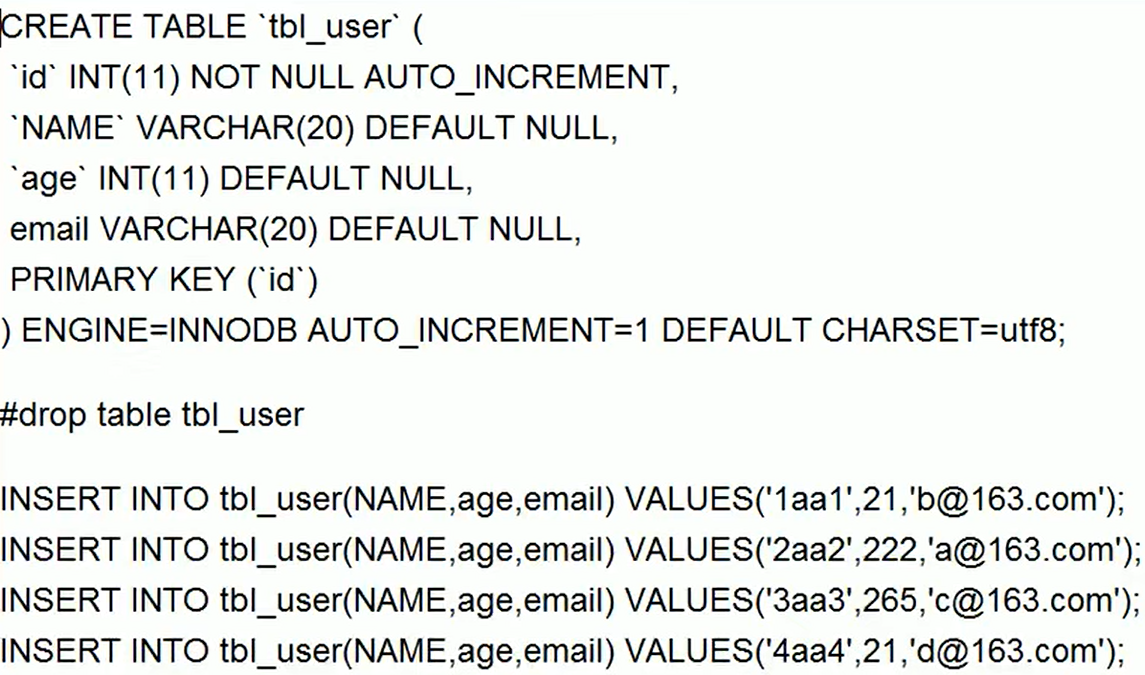 CREATE TABLE `tbl_user` (
`id` INT(11) NOT NULL AUTO_INCREMENT,
`NAME` VARCHAR(20) DEFAULT NULL,
`age` INT(11) DEFAULT NULL,
email VARCHAR(20) DEFAULT NULL,
PRIMARY KEY (`id`)
) ENGINE=INNODB AUTO_INCREMENT=1 DEFAULT CHARSET=utf8;
#drop table tbl_user
INSERT INTO tbl_user(NAME,age,email) VALUES('1aa1',21,'b@163.com');
INSERT INTO tbl_user(NAME,age,email) VALUES('2aa2',222,'a@163.com');
INSERT INTO tbl_user(NAME,age,email) VALUES('3aa3',265,'c@163.com');
INSERT INTO tbl_user(NAME,age,email) VALUES('4aa4',21,'d@163.com');